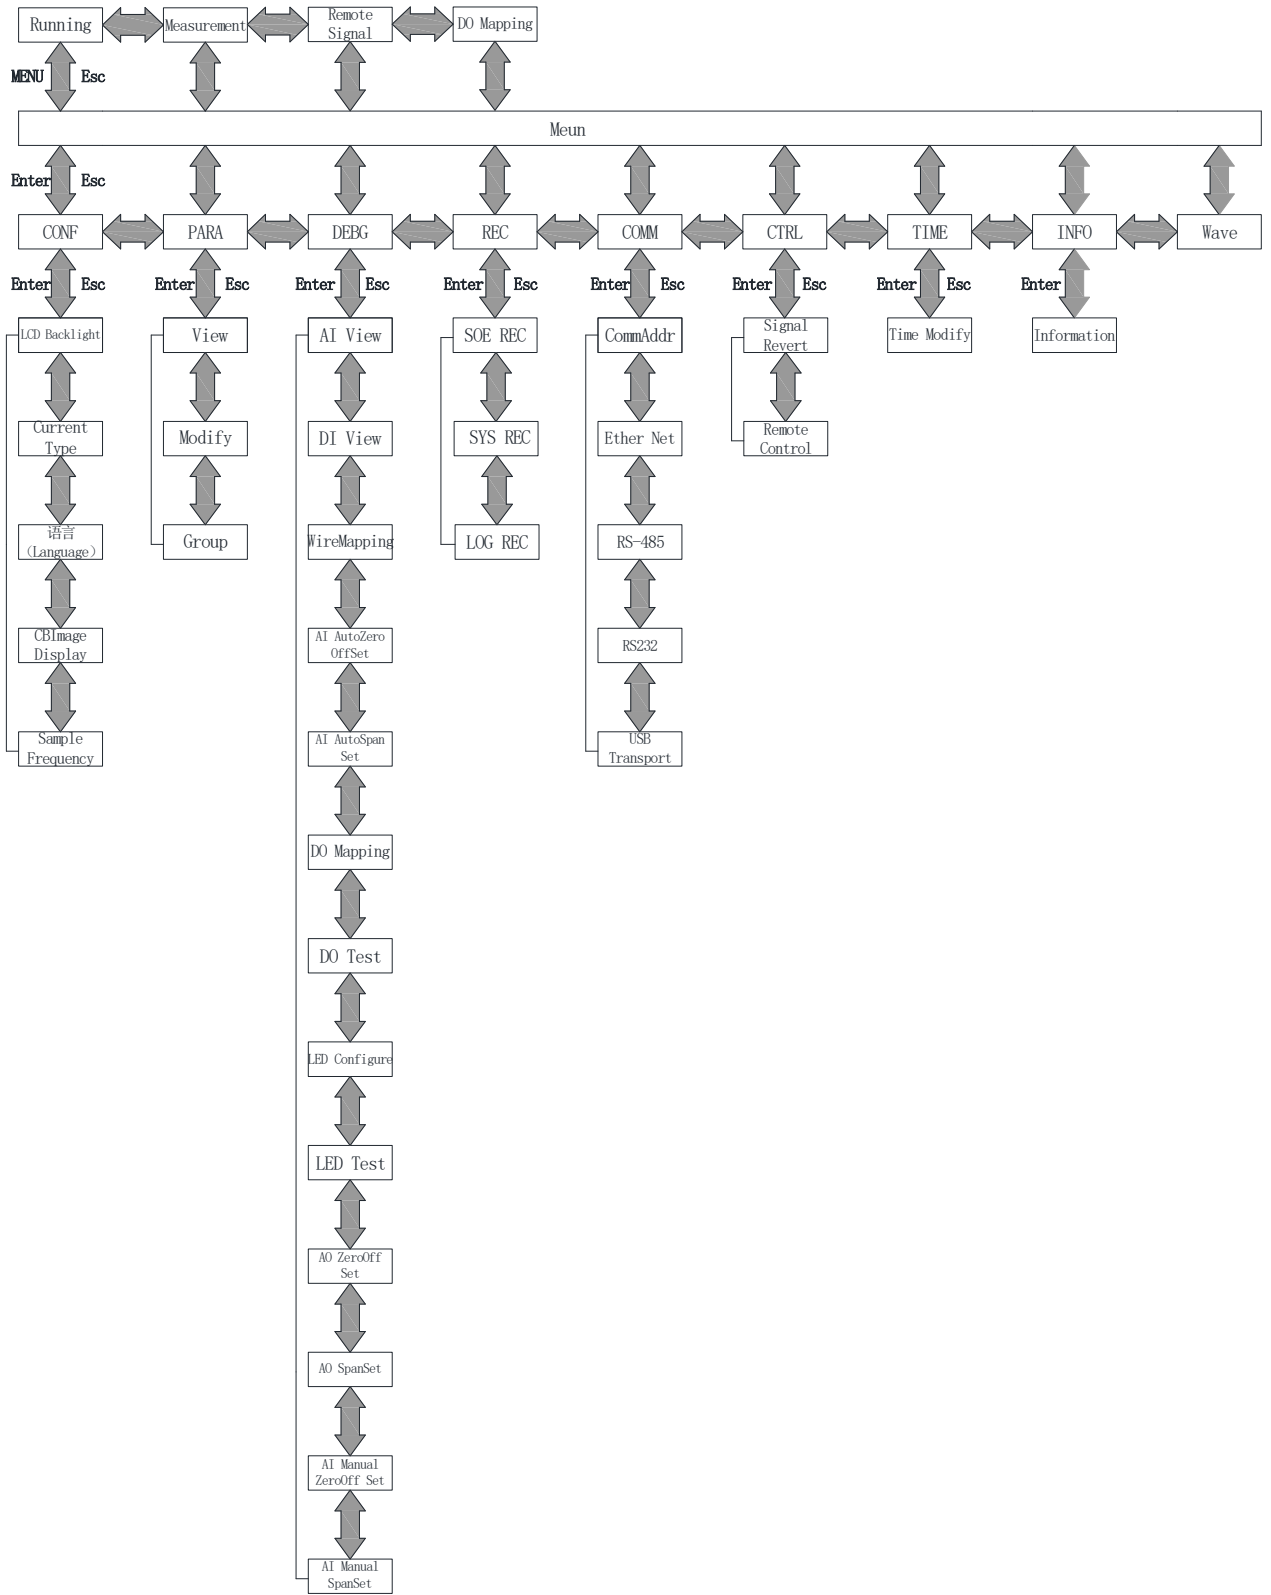 Running
Measurement
Remote
Signal
DO Mapping
MENU
Esc
Meun
Enter
Esc
CONF
PARA
DEBG
REC
COMM
CTRL
TIME
INFO
Wave
Enter
Esc
Enter
Esc
Enter
Esc
Enter
Esc
Enter
Esc
Enter
Esc
Enter
Esc
Enter
LCD Backlight
View
AI View
SOE REC
CommAddr
Signal
Revert
Time Modify
Information
Current
Type
Modify
DI View
SYS REC
Ether Net
Remote
Control
语言
(Language)
Group
WireMapping
LOG REC
RS-485
CBImage
Display
AI AutoZero
OffSet
RS232
Sample
Frequency
AI AutoSpan
Set
USB
Transport
DO Mapping
DO Test
LED Configure
LED Test
AO ZeroOff
Set
AO SpanSet
AI Manual
ZeroOff Set
AI Manual
SpanSet